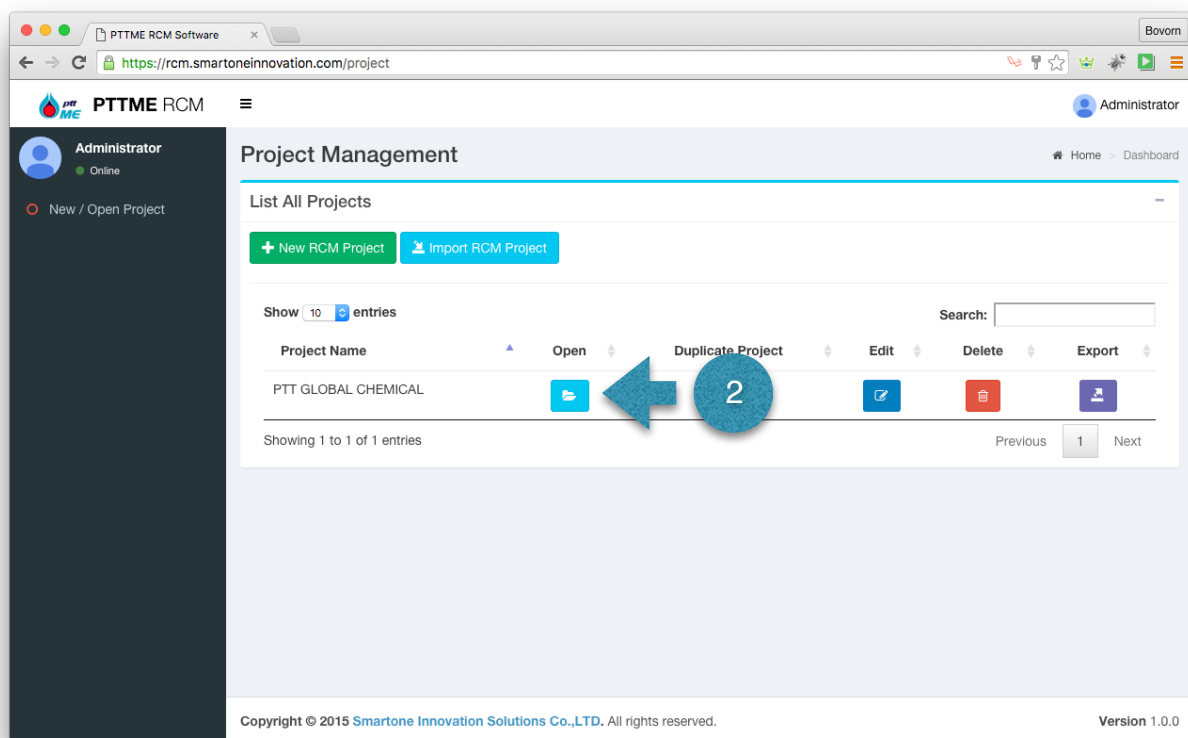 PTTME RCM Software
Bovorn
https://rcm.smartoneinnovation.com/project
ptt ME PTTME RCM
Administrator
Administrator
Online
New / Open Project
Project Management
Home > Dashboard
List All Projects
New RCM Project
Import RCM Project
Show 10 entries
Search:
Project Name Open Duplicate Project Edit Delete Export
PTT GLOBAL CHEMICAL
2
Showing 1 to 1 of 1 entries
Previous 1 Next
Copyright © 2015 Smartone Innovation Solutions Co.,LTD. All rights reserved.
Version 1.0.0